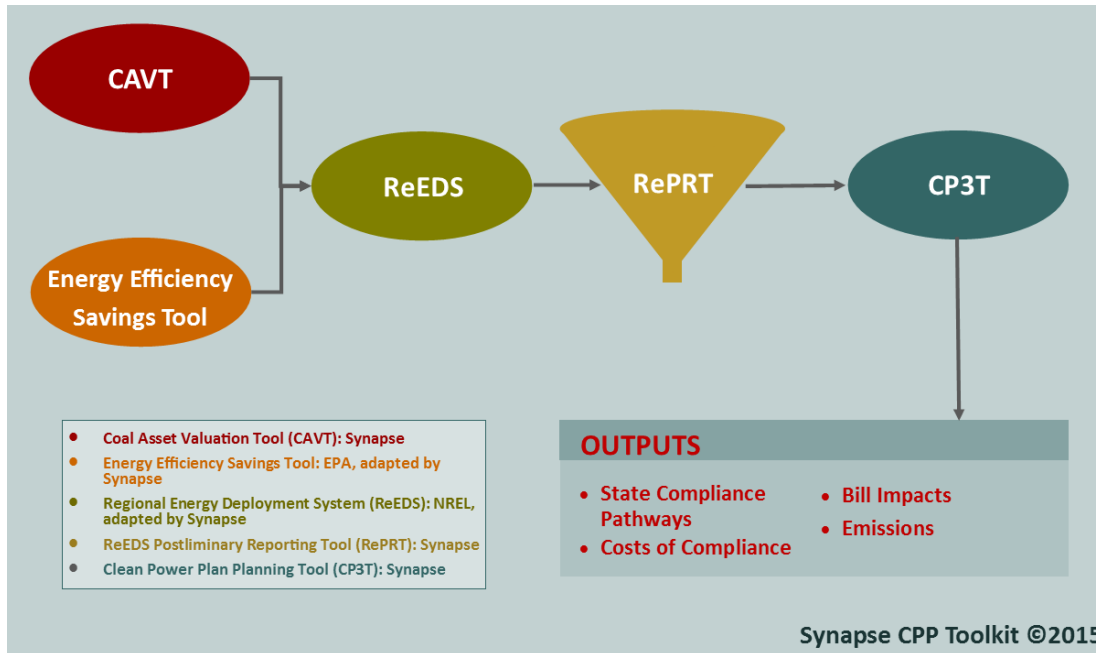 CAVT
ReEDS
RePRT
CP3T
Energy Efficiency
Savings Tool
• Coal Asset Valuation Tool (CAVT): Synapse
• Energy Efficiency Savings Tool: EPA, adapted by
Synapse
• Regional Energy Deployment System (ReEDS): NREL,
adapted by Synapse
• ReEDS Postliminary Reporting Tool (RePRT): Synapse
• Clean Power Plan Planning Tool (CP3T): Synapse
OUTPUTS
• State Compliance
Pathways
• Costs of Compliance
• Bill Impacts
• Emissions
Synapse CPP Toolkit ©2015